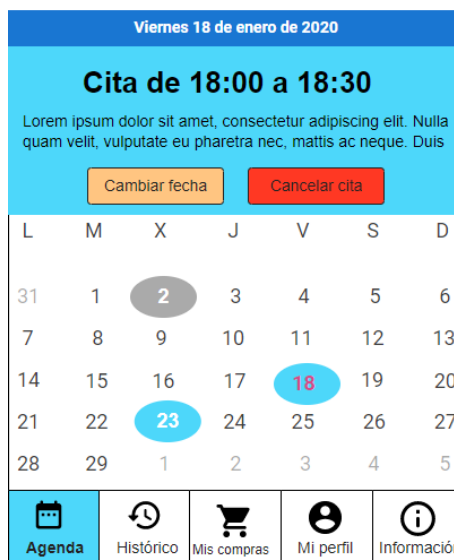 Viernes 18 de enero de 2020
Cita de 18:00 a 18:30
Lorem ipsum dolor sit amet, consectetur adipiscing elit. Nulla
quam velit, vulputate eu pharetra nec, mattis ac neque. Duis
Cambiar fecha Cancelar cita
L M X J V S D
31 1 2 3 4 5 6
7 8 9 10 11 12 13
14 15 16 17 18 19 20
21 22 23 24 25 26 27
28 29 1 2 3 4 5
Agenda Histórico Mis compras Mi perfil Información